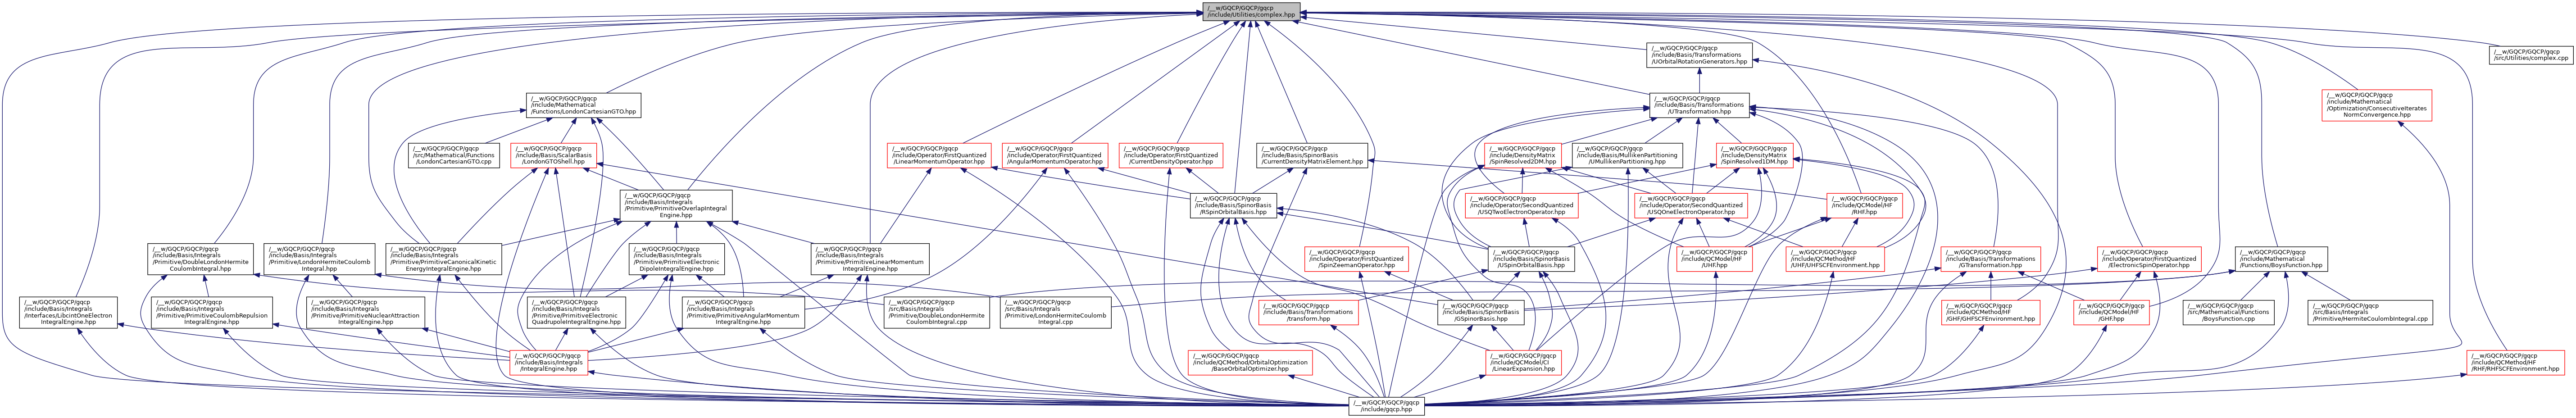 /__w/GQCP/GQCP/gqcp
/include/Utilities/complex.hpp
/__w/GQCP/GQCP/gqcp
/include/Basis/Transformations
/UOrbitalRotationGenerators.hpp
/__w/GQCP/GQCP/gqcp
/src/Utilities/complex.cpp
/__w/GQCP/GQCP/gqcp
/include/Mathematical
/Functions/LondonCartesianGTO.hpp
/__w/GQCP/GQCP/gqcp
/include/Basis/Transformations
/UTransformation.hpp
/__w/GQCP/GQCP/gqcp
/include/Mathematical
/Optimization/ConsecutiveIterates
NormConvergence.hpp
/__w/GQCP/GQCP/gqcp
/src/Mathematical/Functions
/LondonCartesianGTO.cpp
/__w/GQCP/GQCP/gqcp
/include/Basis/ScalarBasis
/LondonGTOShell.hpp
/__w/GQCP/GQCP/gqcp
/include/Operator/FirstQuantized
/LinearMomentumOperator.hpp
/__w/GQCP/GQCP/gqcp
/include/Operator/FirstQuantized
/AngularMomentumOperator.hpp
/__w/GQCP/GQCP/gqcp
/include/Operator/FirstQuantized
/CurrentDensityOperator.hpp
/__w/GQCP/GQCP/gqcp
/include/Basis/SpinorBasis
/CurrentDensityMatrixElement.hpp
/__w/GQCP/GQCP/gqcp
/include/DensityMatrix
/SpinResolved2DM.hpp
/__w/GQCP/GQCP/gqcp
/include/Basis/MullikenPartitioning
/UMullikenPartitioning.hpp
/__w/GQCP/GQCP/gqcp
/include/DensityMatrix
/SpinResolved1DM.hpp
/__w/GQCP/GQCP/gqcp
/include/Basis/Integrals
/Primitive/PrimitiveOverlapIntegral
Engine.hpp
/__w/GQCP/GQCP/gqcp
/include/Basis/SpinorBasis
/RSpinOrbitalBasis.hpp
/__w/GQCP/GQCP/gqcp
/include/Operator/SecondQuantized
/USQTwoElectronOperator.hpp
/__w/GQCP/GQCP/gqcp
/include/Operator/SecondQuantized
/USQOneElectronOperator.hpp
/__w/GQCP/GQCP/gqcp
/include/QCModel/HF
/RHF.hpp
/__w/GQCP/GQCP/gqcp
/include/Basis/Integrals
/Primitive/DoubleLondonHermite
CoulombIntegral.hpp
/__w/GQCP/GQCP/gqcp
/include/Basis/Integrals
/Primitive/LondonHermiteCoulomb
Integral.hpp
/__w/GQCP/GQCP/gqcp
/include/Basis/Integrals
/Primitive/PrimitiveCanonicalKinetic
EnergyIntegralEngine.hpp
/__w/GQCP/GQCP/gqcp
/include/Basis/Integrals
/Primitive/PrimitiveElectronic
DipoleIntegralEngine.hpp
/__w/GQCP/GQCP/gqcp
/include/Basis/Integrals
/Primitive/PrimitiveLinearMomentum
IntegralEngine.hpp
/__w/GQCP/GQCP/gqcp
/include/Operator/FirstQuantized
/SpinZeemanOperator.hpp
/__w/GQCP/GQCP/gqcp
/include/Basis/SpinorBasis
/USpinOrbitalBasis.hpp
/__w/GQCP/GQCP/gqcp
/include/QCModel/HF
/UHF.hpp
/__w/GQCP/GQCP/gqcp
/include/QCMethod/HF
/UHF/UHFSCFEnvironment.hpp
/__w/GQCP/GQCP/gqcp
/include/Basis/Transformations
/GTransformation.hpp
/__w/GQCP/GQCP/gqcp
/include/Operator/FirstQuantized
/ElectronicSpinOperator.hpp
/__w/GQCP/GQCP/gqcp
/include/Mathematical
/Functions/BoysFunction.hpp
/__w/GQCP/GQCP/gqcp
/include/Basis/Integrals
/Interfaces/LibcintOneElectron
IntegralEngine.hpp
/__w/GQCP/GQCP/gqcp
/include/Basis/Integrals
/Primitive/PrimitiveCoulombRepulsion
IntegralEngine.hpp
/__w/GQCP/GQCP/gqcp
/include/Basis/Integrals
/Primitive/PrimitiveNuclearAttraction
IntegralEngine.hpp
/__w/GQCP/GQCP/gqcp
/include/Basis/Integrals
/Primitive/PrimitiveElectronic
QuadrupoleIntegralEngine.hpp
/__w/GQCP/GQCP/gqcp
/include/Basis/Integrals
/Primitive/PrimitiveAngularMomentum
IntegralEngine.hpp
/__w/GQCP/GQCP/gqcp
/src/Basis/Integrals
/Primitive/DoubleLondonHermite
CoulombIntegral.cpp
/__w/GQCP/GQCP/gqcp
/src/Basis/Integrals
/Primitive/LondonHermiteCoulomb
Integral.cpp
/__w/GQCP/GQCP/gqcp
/include/Basis/Transformations
/transform.hpp
/__w/GQCP/GQCP/gqcp
/include/Basis/SpinorBasis
/GSpinorBasis.hpp
/__w/GQCP/GQCP/gqcp
/include/QCMethod/HF
/GHF/GHFSCFEnvironment.hpp
/__w/GQCP/GQCP/gqcp
/include/QCModel/HF
/GHF.hpp
/__w/GQCP/GQCP/gqcp
/src/Mathematical/Functions
/BoysFunction.cpp
/__w/GQCP/GQCP/gqcp
/src/Basis/Integrals
/Primitive/HermiteCoulombIntegral.cpp
/__w/GQCP/GQCP/gqcp
/include/Basis/Integrals
/IntegralEngine.hpp
/__w/GQCP/GQCP/gqcp
/include/QCMethod/OrbitalOptimization
/BaseOrbitalOptimizer.hpp
/__w/GQCP/GQCP/gqcp
/include/QCModel/CI
/LinearExpansion.hpp
/__w/GQCP/GQCP/gqcp
/include/QCMethod/HF
/RHF/RHFSCFEnvironment.hpp
/__w/GQCP/GQCP/gqcp
/include/gqcp.hpp